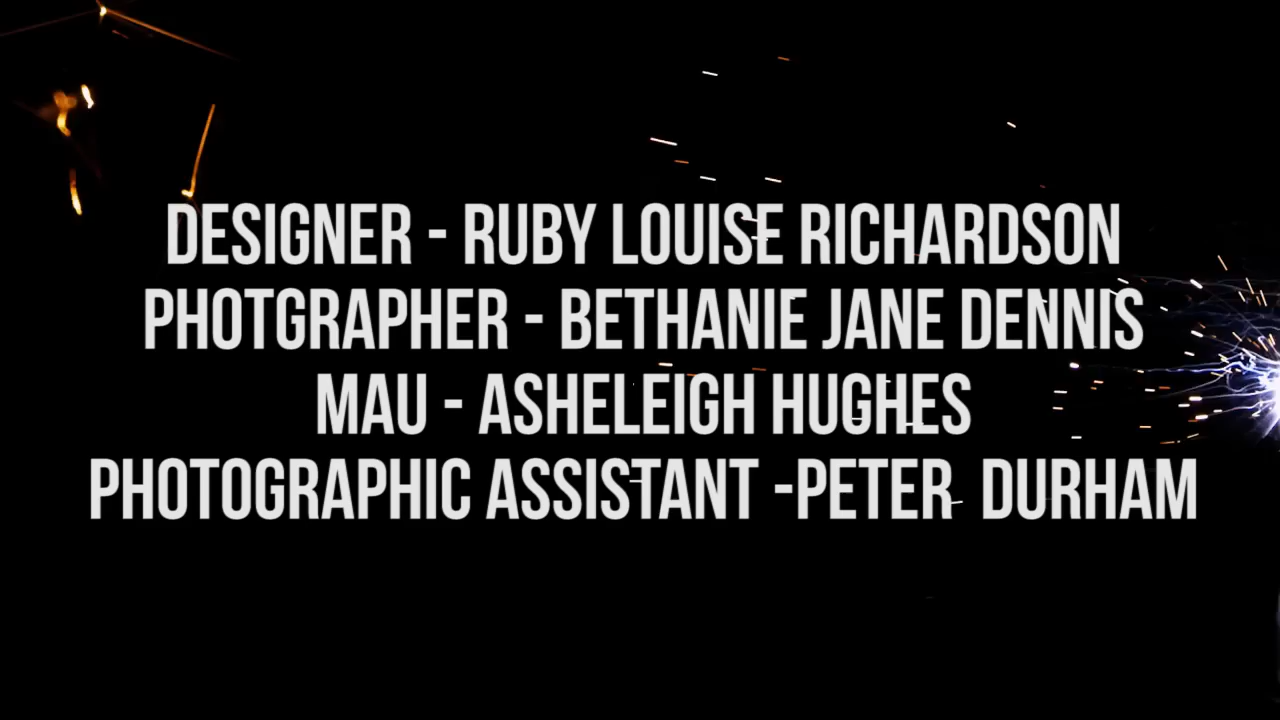 DESIGNER - RUBY LOUISE RICHARDSON
PHOTGRAPHER - BETHANIE JANE DENNIS
MAU - ASHELEIGH HUGHES
PHOTOGRAPHIC ASSISTANT -PETER  DURHAM